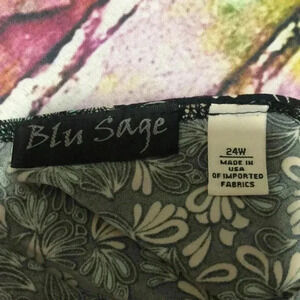 Blu Sage
24W
MADE IN
USA
OF IMPORTED
FABRICS